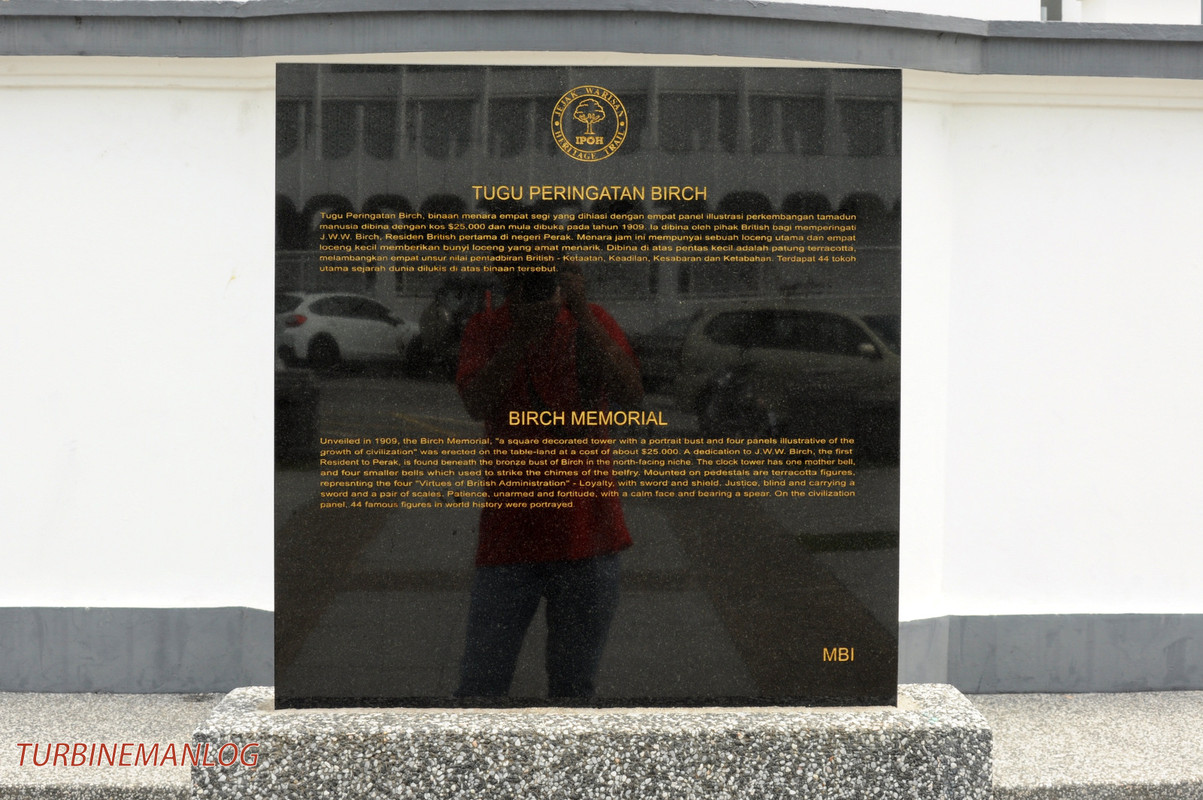 JEJAK WARISAN
IPOH
HERITAGE TRAIL
TUGU PERINGATAN BIRCH
Tugu Peringatan Birch, binaan menara empat segi yang dihiasi dengan empat panel illustrasi perkembangan tamadun
manusia dibina dengan kos $25,000 dan mula dibuka pada tahun 1909. Ia dibina oleh pihak British bagi memperingati
J.W.W. Birch, Residen British pertama di negeri Perak. Menara jam ini mempunyai sebuah loceng utama dan empat
loceng kecil memberikan bunyi loceng yang amat menarik. Dibina di atas pentas kecil adalah patung terracotta,
melambangkan empat unsur nilai pentadbiran British - Ketaatan, Keadilan, Kesabaran dan Ketabahan. Terdapat 44 tokoh
utama sejarah dunia dilukis di atas binaan tersebut.
BIRCH MEMORIAL
Unveiled in 1909, the Birch Memorial, "a square decorated tower with a portrait bust and four panels illustrative of the
growth of civilization" was erected on the table-land at a cost of about $25.000. A dedication to J.W.W. Birch, the first
Resident to Perak, is found beneath the bronze bust of Birch in the north-facing niche. The clock tower has one mother bell,
and four smaller bells which used to strike the chimes of the belfry. Mounted on pedestals are terracotta figures,
represnting the four "Virtues of British Administration" - Loyalty, with sword and shield, Justice, blind and carrying a
sword and a pair of scales, Patience, unarmed and fortitude, with a calm face and bearing a spear. On the civilization
panel, 44 famous figures in world history were portrayed.
MBI
TURBINEMANLOG